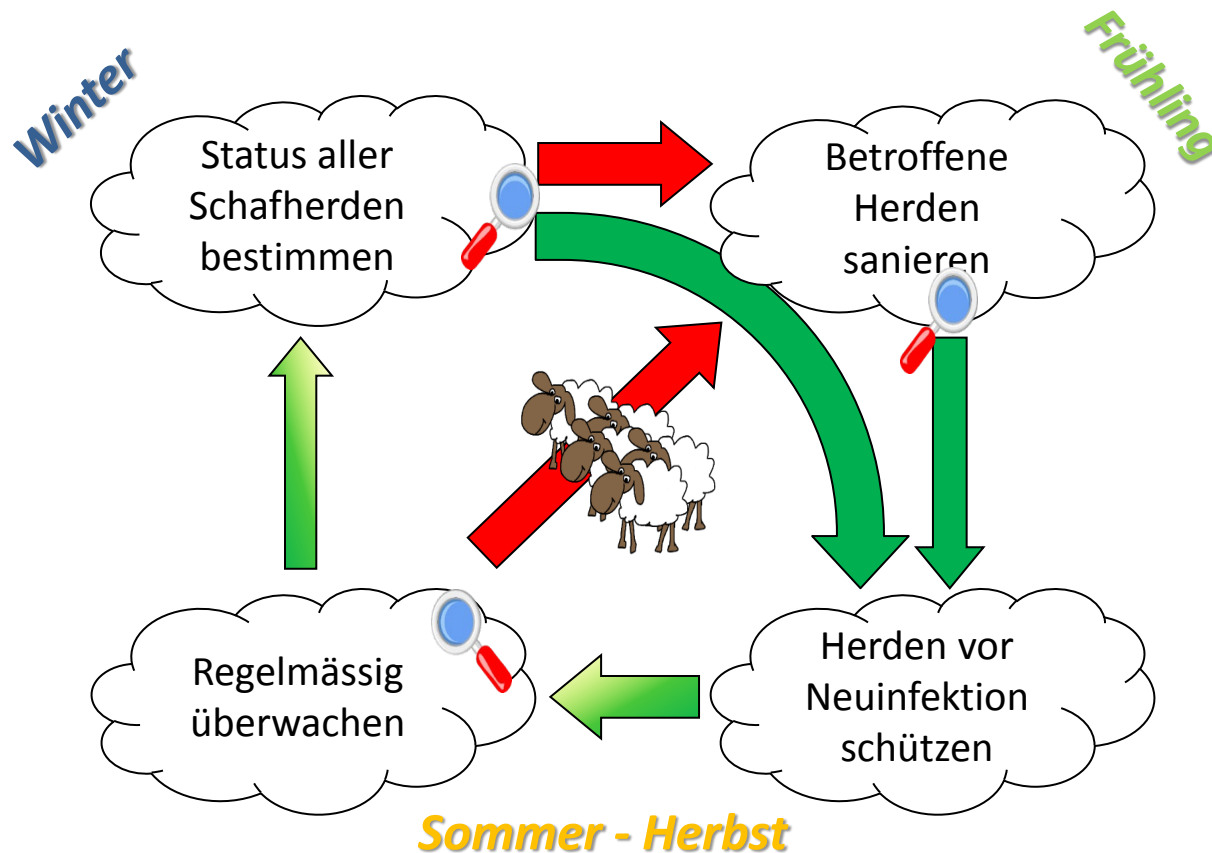 Winter
Frühling
Status aller
Schafherden
bestimmen
Betroffene
Herden
sanieren
Regelmässig
überwachen
Herden vor
Neuinfektion
schützen
Sommer - Herbst